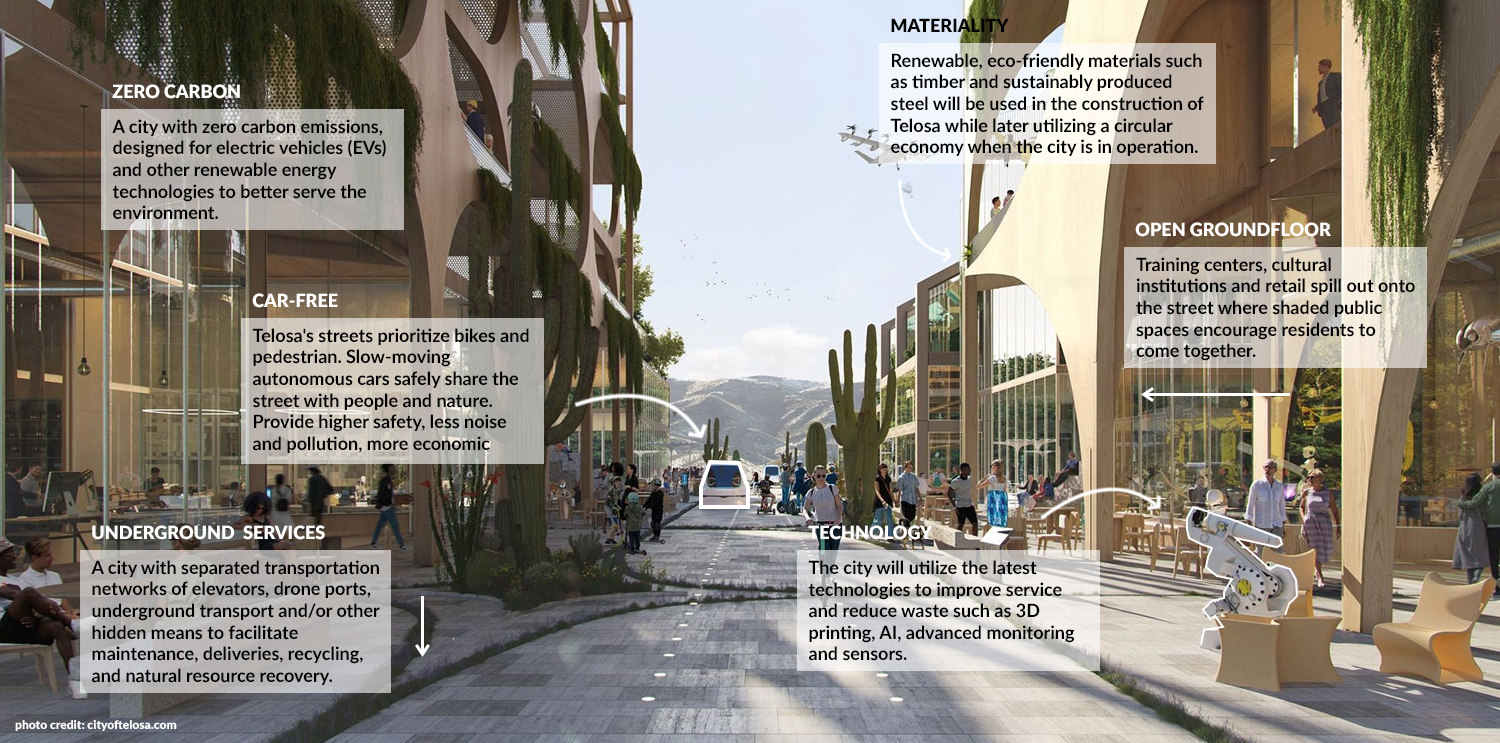 MATERIALITY
Renewable, eco-friendly materials such
as timber and sustainably produced
steel will be used in the construction of
Telosa while later utilizing a circular
economy when the city is in operation.
ZERO CARBON
A city with zero carbon emissions,
designed for electric vehicles (EVs)
and other renewable energy
technologies to better serve the
environment.
OPEN GROUNDFLOOR
Training centers, cultural
institutions and retail spill out onto
the street where shaded public
spaces encourage residents to
come together.
CAR-FREE
Telosa's streets prioritize bikes and
pedestrian. Slow-moving
autonomous cars safely share the
street with people and nature.
Provide higher safety, less noise
and pollution, more economic
UNDERGROUND SERVICES
A city with separated transportation
networks of elevators, drone ports,
underground transport and/or other
hidden means to facilitate
maintenance, deliveries, recycling,
and natural resource recovery.
TECHNOLOGY
The city will utilize the latest
technologies to improve service
and reduce waste such as 3D
printing, AI, advanced monitoring
and sensors.
photo credit: cityoftelosa.com